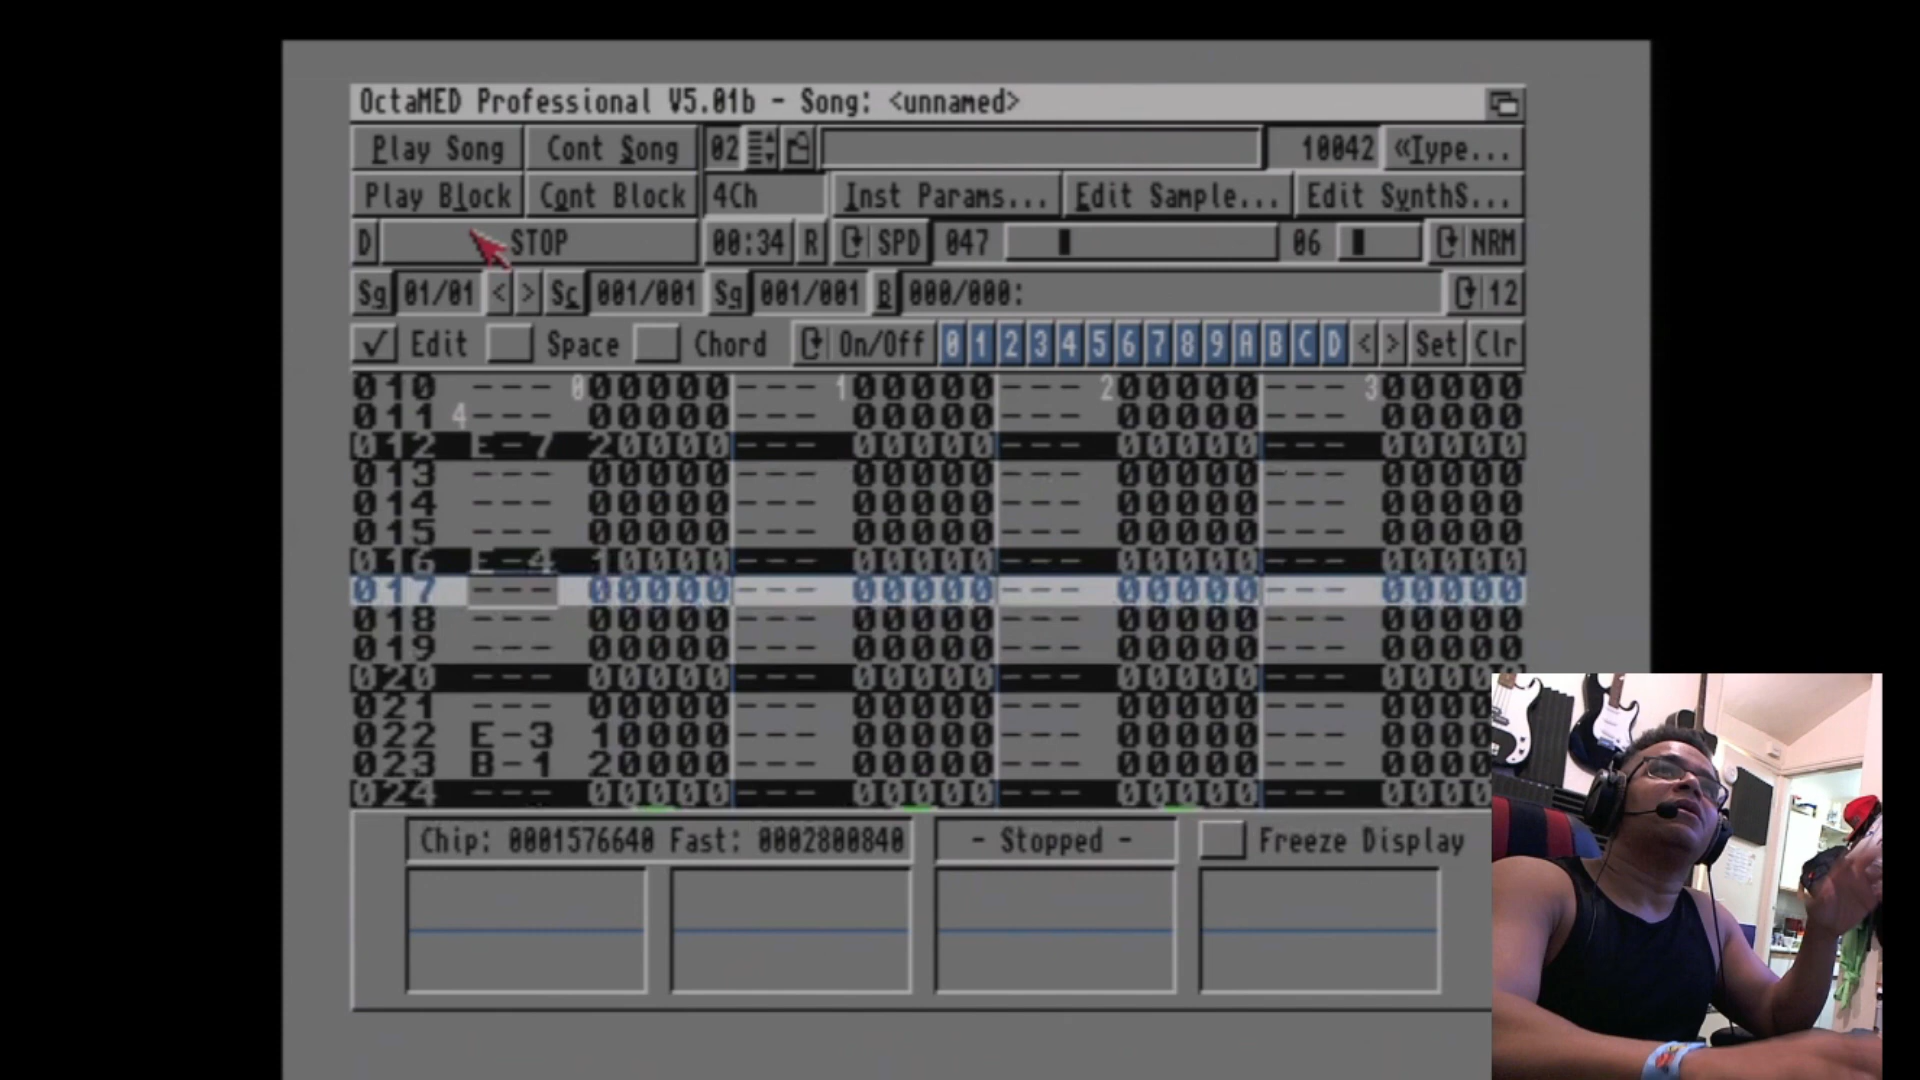 OctaMED Professional V5.01b - Song: <unnamed>
Play Song Cont Song 02 10042 «Type...
Play Block Cont Block 4Ch Inst Params... Edit Sample... Edit SynthS...
D STOP 00:34 R SPD 047 06 NRM
Sg 01/01 < > Sc 001/001 Sg 001/001 B 000/000: 12
✓ Edit Space Chord On/Off 0 1 2 3 4 5 6 7 8 9 A B C D < > Set Clr
010 --- 0 00000 --- 1 00000 --- 2 00000 --- 3 00000
011 4 --- 00000 --- 00000 --- 00000 --- 00000
012 E-7 20000 --- 00000 --- 00000 --- 00000
013 --- 00000 --- 00000 --- 00000 --- 00000
014 --- 00000 --- 00000 --- 00000 --- 00000
015 --- 00000 --- 00000 --- 00000 --- 00000
016 E-4 10000 --- 00000 --- 00000 --- 00000
017 --- 00000 --- 00000 --- 00000 --- 00000
018 --- 00000 --- 00000 --- 00000 --- 00000
019 --- 00000 --- 00000 --- 00000 --- 00000
020 --- 00000 --- 00000 --- 00000 --- 00000
021 --- 00000 --- 00000 --- 00000 --- 00000
022 E-3 10000 --- 00000 --- 00000 --- 00000
023 B-1 20000 --- 00000 --- 00000 --- 00000
024 --- 00000 --- 00000 --- 00000 --- 00000
Chip: 0001576640 Fast: 0002800840 - Stopped - Freeze Display